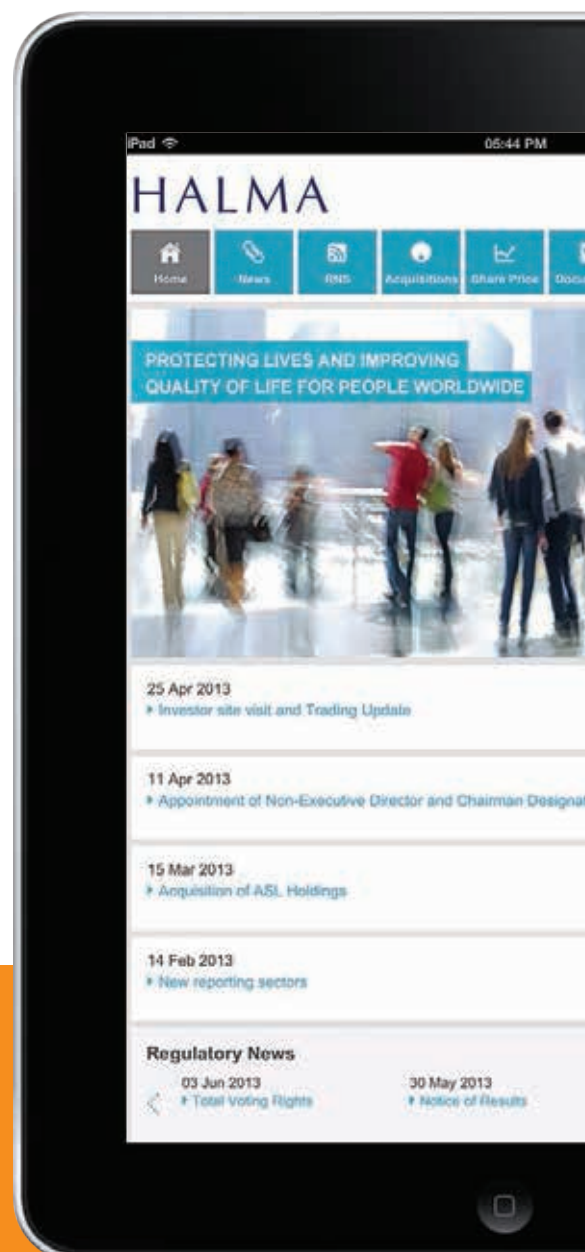 iPad 05:44 PM
HALMA
Home News RNS Acquisitions Share Price
PROTECTING LIVES AND IMPROVING
QUALITY OF LIFE FOR PEOPLE WORLDWIDE
25 Apr 2013
Investor site visit and Trading Update
11 Apr 2013
Appointment of Non-Executive Director and Chairman Designat
15 Mar 2013
Acquisition of ASL Holdings
14 Feb 2013
New reporting sectors
Regulatory News
03 Jun 2013 30 May 2013
Total Voting Rights Notice of Results